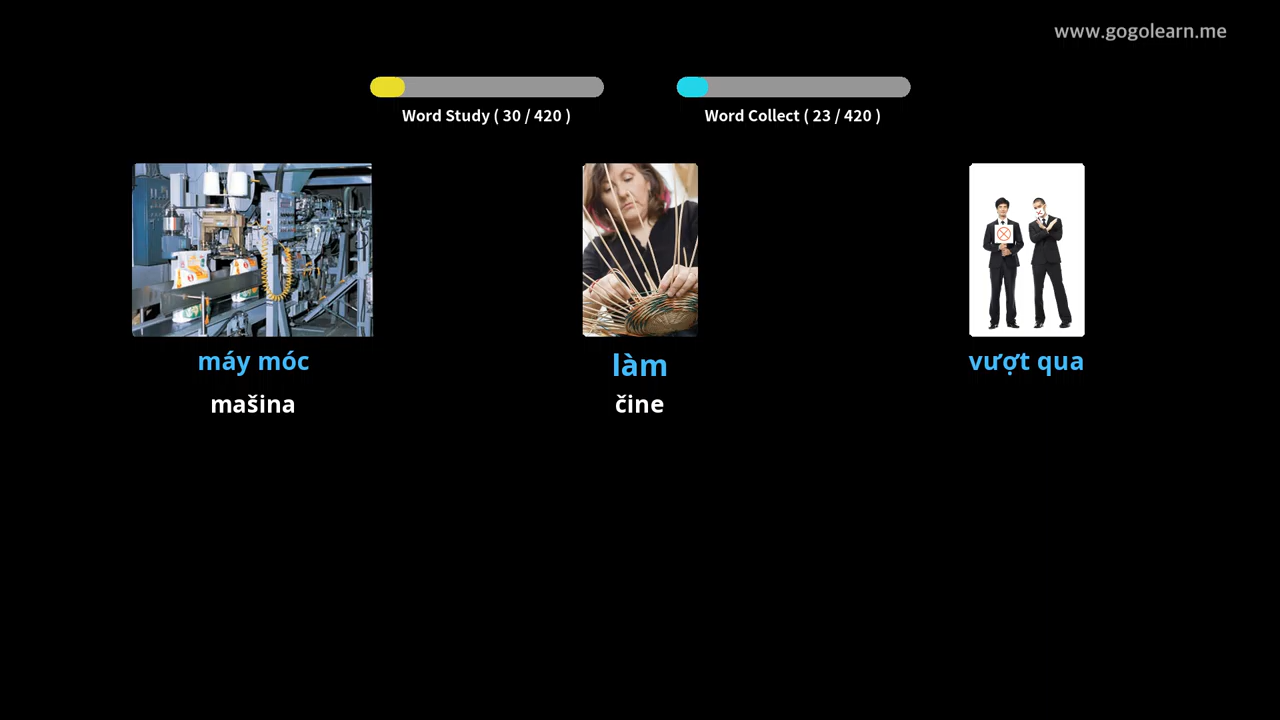 www.gogolearn.me
Word Study ( 30 / 420 )
Word Collect ( 23 / 420 )
máy móc
làm
vượt qua
mašina
čine